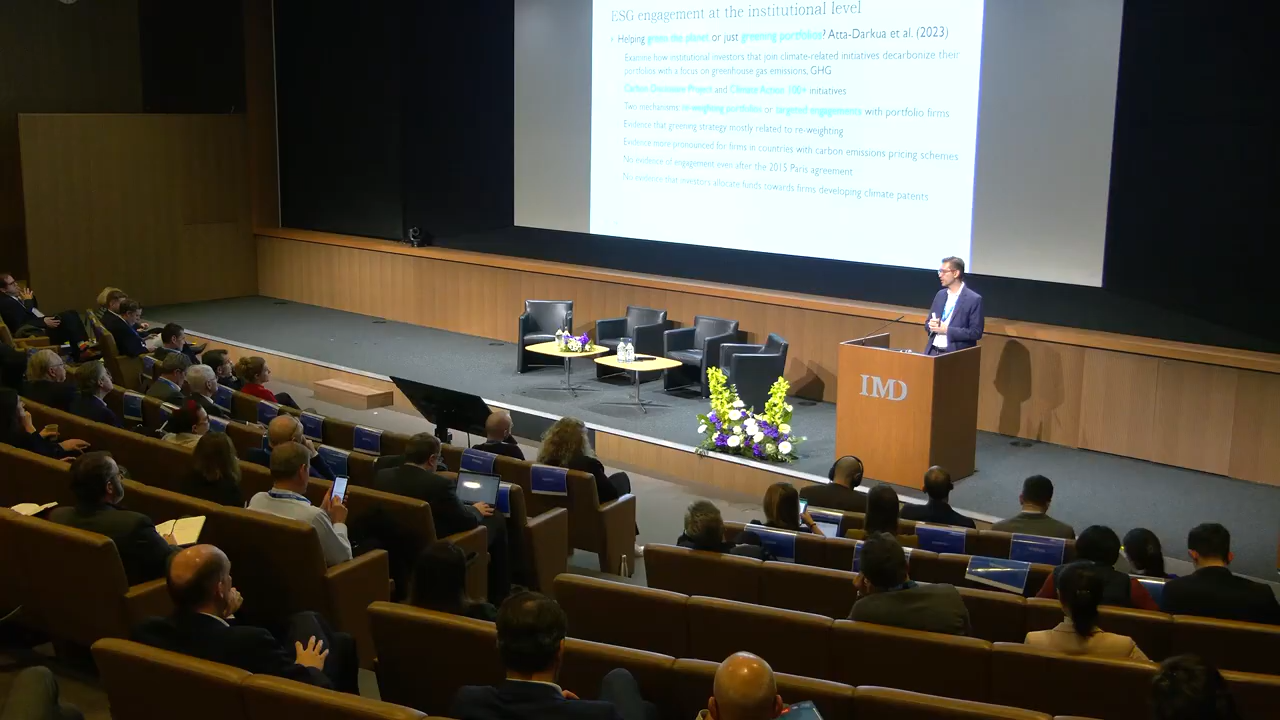 ESG engagement at the institutional level
Helping green the planet or just greening portfolios? Atta-Darkua et al. (2023)
Examine how institutional investors that join climate-related initiatives decarbonize their
portfolios with a focus on greenhouse gas emissions, GHG
Carbon Disclosure Project and Climate Action 100+ initiatives
Two mechanisms: re-weighting portfolios or targeted engagements with portfolio firms
Evidence that greening strategy mostly related to re-weighting
Evidence more pronounced for firms in countries with carbon emissions pricing schemes
No evidence of engagement even after the 2015 Paris agreement
No evidence that investors allocate funds towards firms developing climate patents
IMD